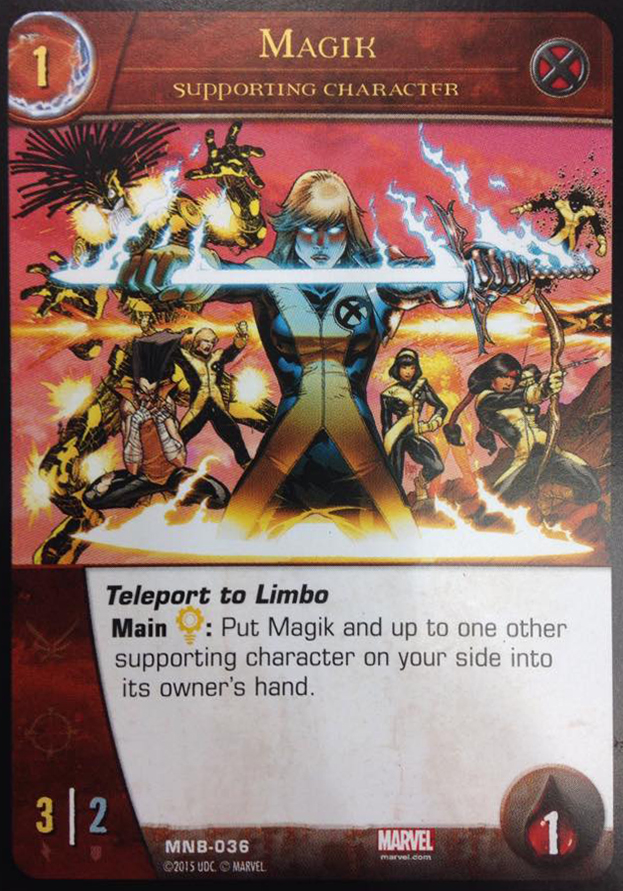 1
Magik
Supporting Character
Teleport to Limbo
Main : Put Magik and up to one other
supporting character on your side into
its owner's hand.
3 | 2
1
MNB-036
©2015 UDC. © MARVEL.
MARVEL
marvel.com